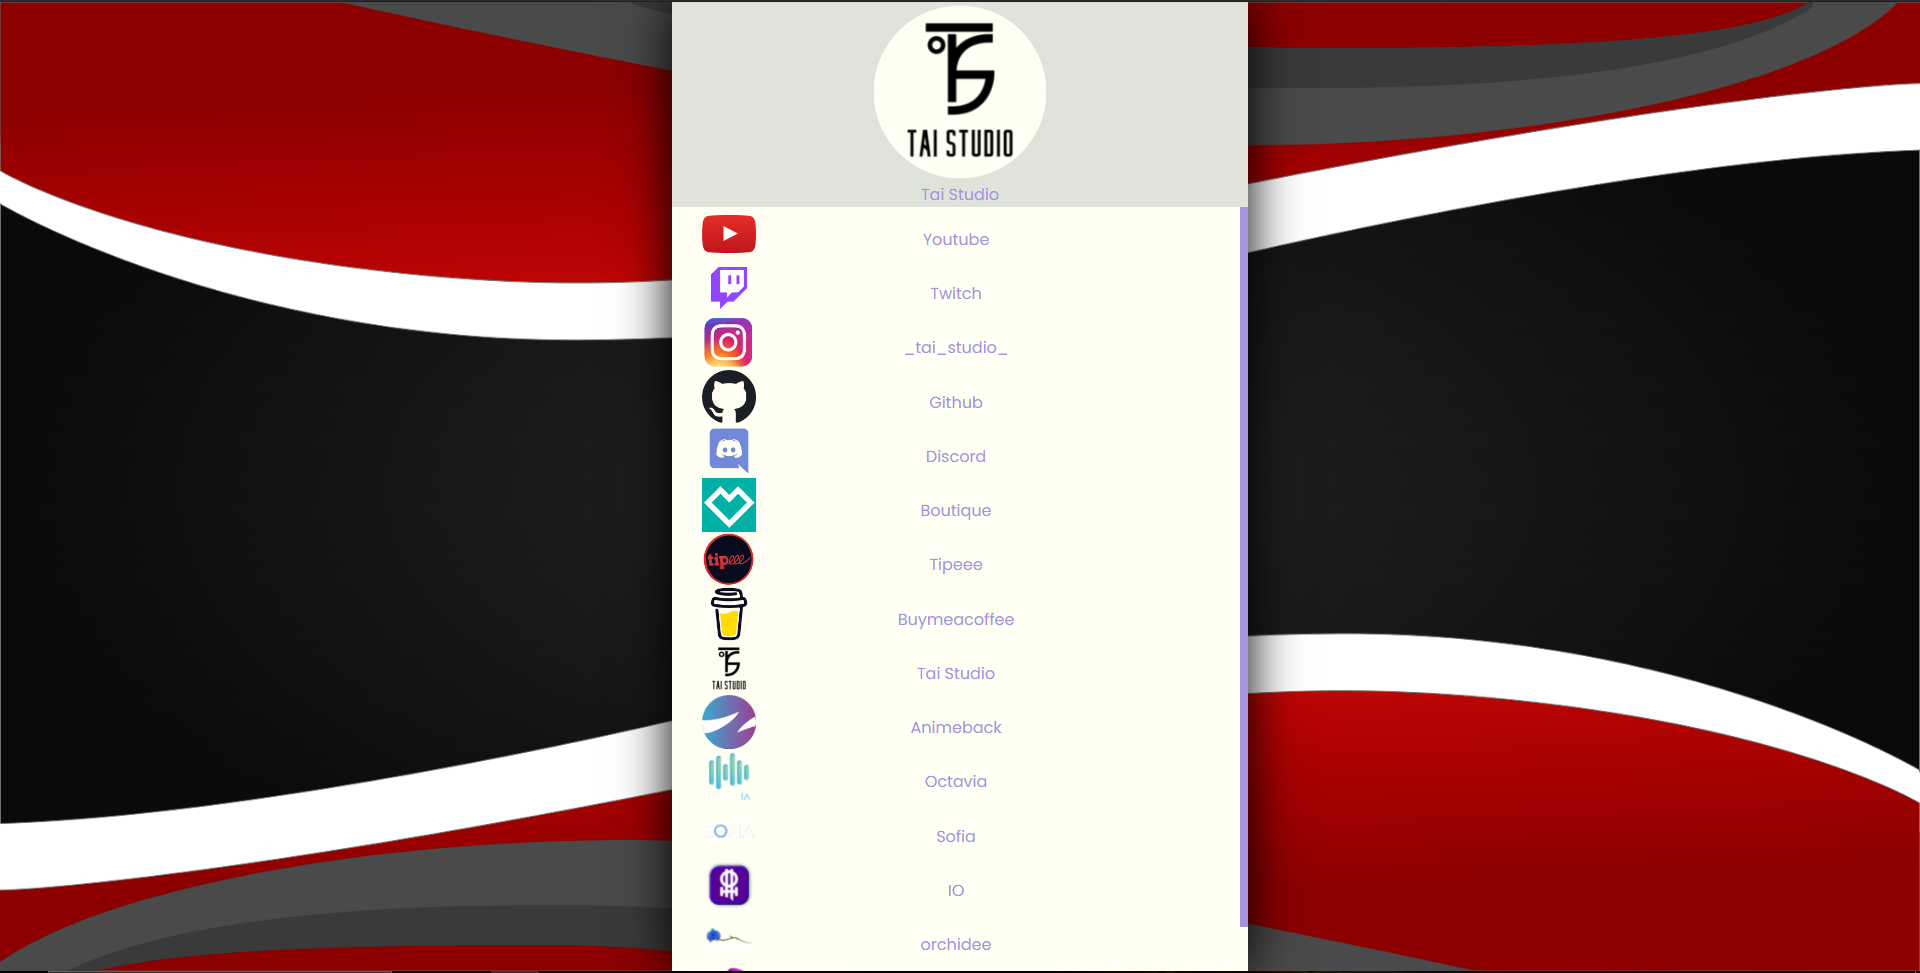 TAI STUDIO
Tai Studio
Youtube
Twitch
_tai_studio_
Github
Discord
Boutique
tipeee
Tipeee
Buymeacoffee
TAI STUDIO
Tai Studio
Animeback
IA
Octavia
SOFIA
Sofia
IO
orchidee